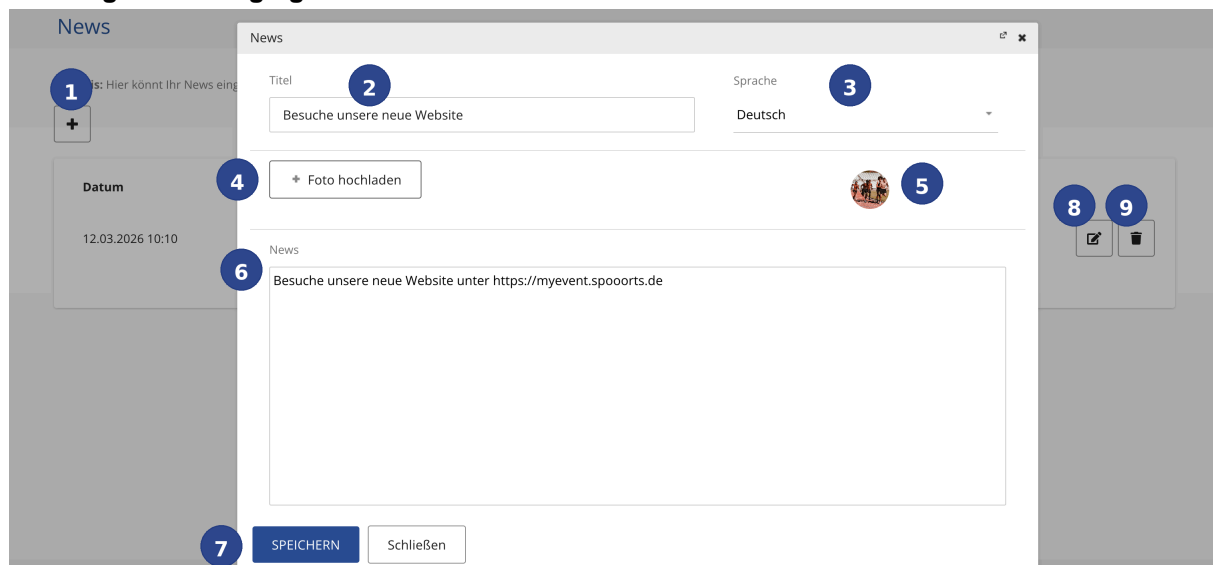 News
News
Titel
2
Sprache
3
1
is: Hier könnt Ihr News eing
Besuche unsere neue Website
Deutsch
4
Foto hochladen
5
Datum
8
9
12.03.2026 10:10
News
6
Besuche unsere neue Website unter https://myevent.spooorts.de
7
SPEICHERN
Schließen